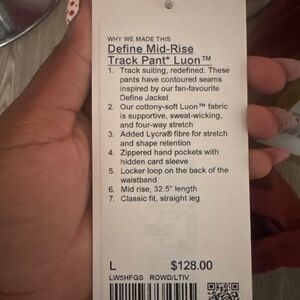 WHY WE MADE THIS
Define Mid-Rise
Track Pant* Luon™
1. Track suiting, redefined. These
pants have contoured seams
inspired by our fan-favourite
Define Jacket
2. Our cottony-soft Luon™ fabric
is supportive, sweat-wicking,
and four-way stretch
3. Added Lycra® fibre for stretch
and shape retention
4. Zippered hand pockets with
hidden card sleeve
5. Locker loop on the back of the
waistband
6. Mid rise, 32.5" length
7. Classic fit, straight leg
L $128.00
LW5HFGS ROWD/LTIV